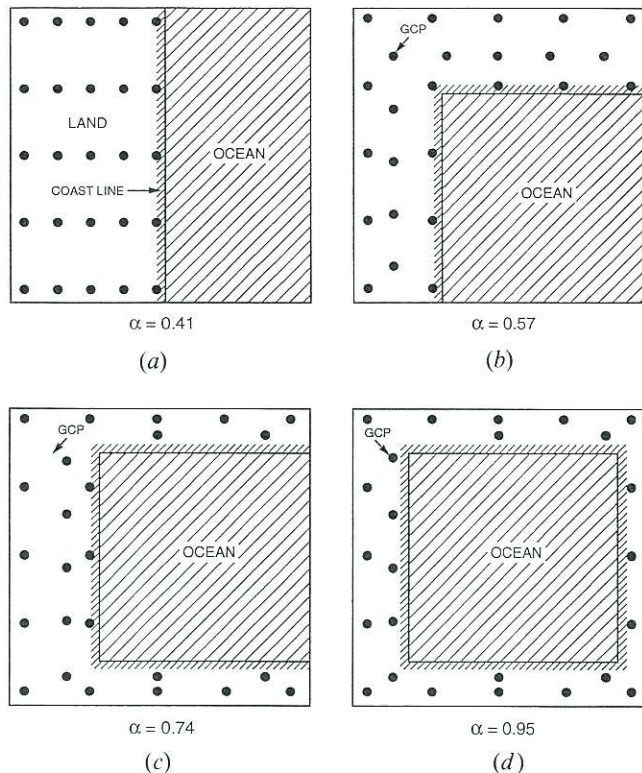 LAND
OCEAN
COAST LINE
α = 0.41
(a)
GCP
OCEAN
α = 0.57
(b)
GCP
OCEAN
α = 0.74
(c)
GCP
OCEAN
α = 0.95
(d)